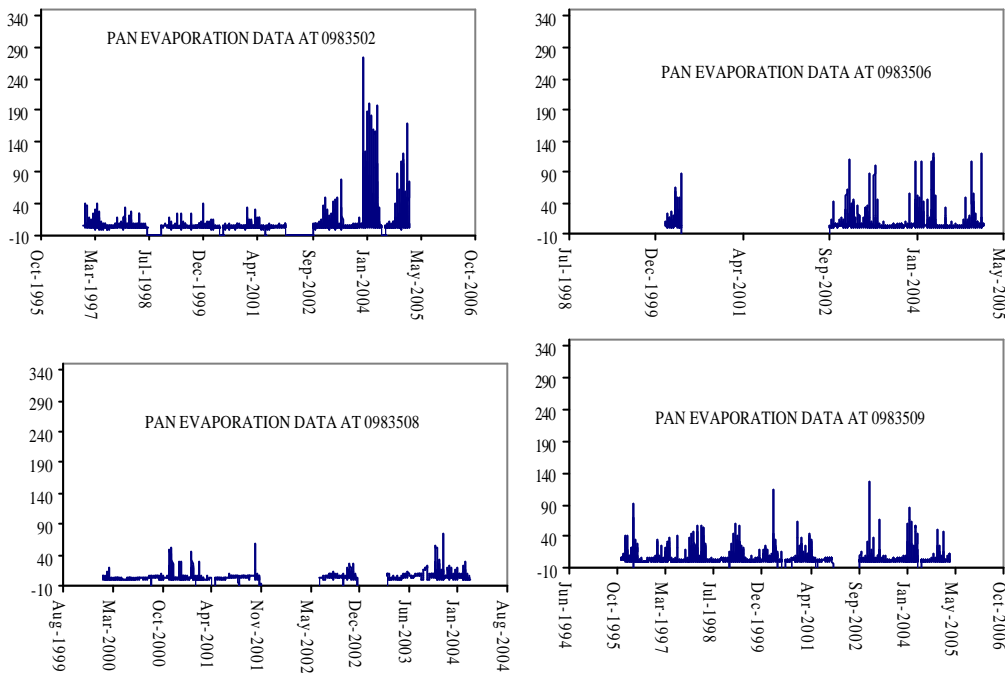 PAN EVAPORATION DATA AT 0983502
340
290
240
190
140
90
40
-10
Oct-1995
Mar-1997
Jul-1998
Dec-1999
Apr-2001
Sep-2002
Jan-2004
May-2005
Oct-2006
PAN EVAPORATION DATA AT 0983506
340
290
240
190
140
90
40
-10
Jul-1998
Dec-1999
Apr-2001
Sep-2002
Jan-2004
May-2005
PAN EVAPORATION DATA AT 0983508
340
290
240
190
140
90
40
-10
Aug-1999
Mar-2000
Oct-2000
Apr-2001
Nov-2001
May-2002
Dec-2002
Jun-2003
Jan-2004
Aug-2004
PAN EVAPORATION DATA AT 0983509
340
290
240
190
140
90
40
-10
Jun-1994
Oct-1995
Mar-1997
Jul-1998
Dec-1999
Apr-2001
Sep-2002
Jan-2004
May-2005
Oct-2006